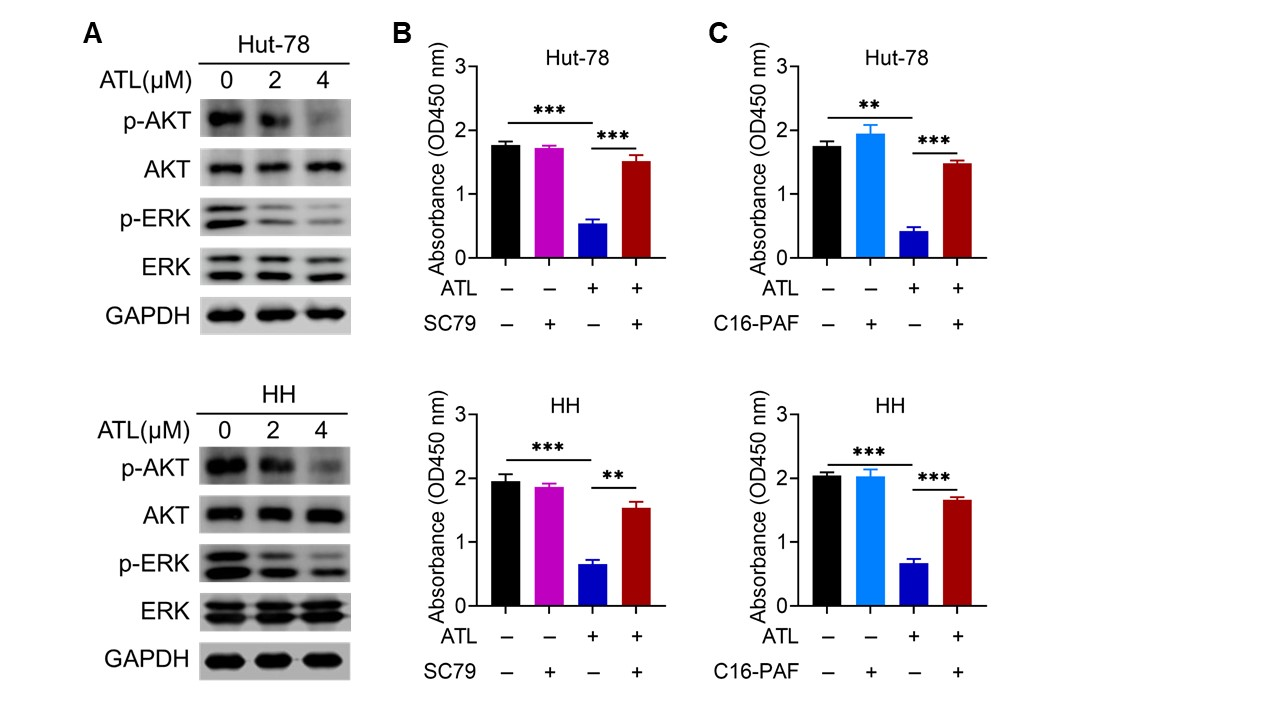 A
Hut-78
ATL(μM) 0 2 4
p-AKT
AKT
p-ERK
ERK
GAPDH
HH
ATL(μM) 0 2 4
p-AKT
AKT
p-ERK
ERK
GAPDH
B
Hut-78
Absorbance (OD450 nm)
3
2
1
0
***
***
ATL – – + +
SC79 – + – +
HH
Absorbance (OD450 nm)
3
2
1
0
***
**
ATL – – + +
SC79 – + – +
C
Hut-78
Absorbance (OD450 nm)
3
2
1
0
**
***
ATL – – + +
C16-PAF – + – +
HH
Absorbance (OD450 nm)
3
2
1
0
***
***
ATL – – + +
C16-PAF – + – +